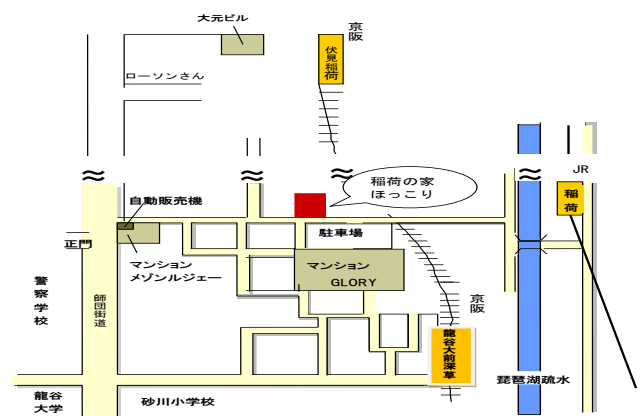 大元ビル
京阪
伏見稲荷
ローソンさん
JR
稲荷
稲荷の家
ほっこり
自動販売機
正門
駐車場
マンション
メゾンルジェー
マンション
GLORY
警察学校
師団街道
京阪
龍谷大前深草
琵琶湖疏水
龍谷
大学
砂川小学校